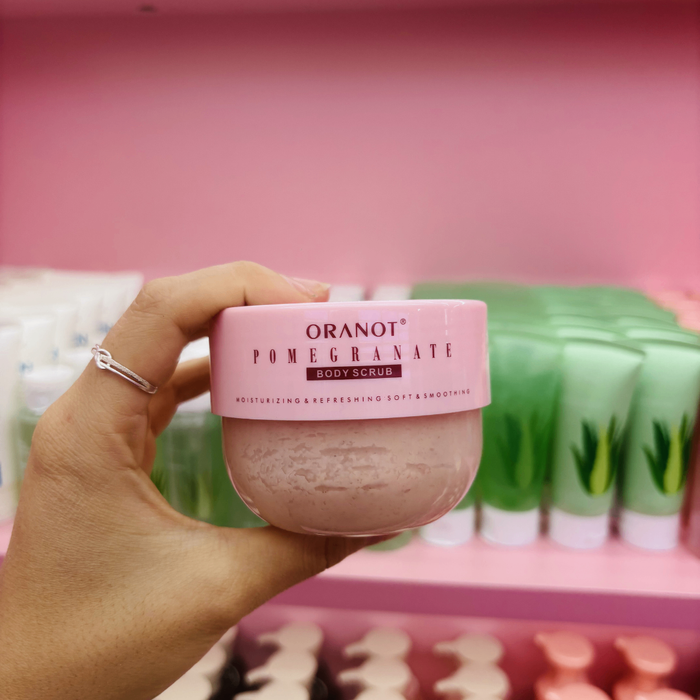 ORANOT®
POMEGRANATE
BODY SCRUB
MOISTURIZING & REFRESHING SOFT & SMOOTHING